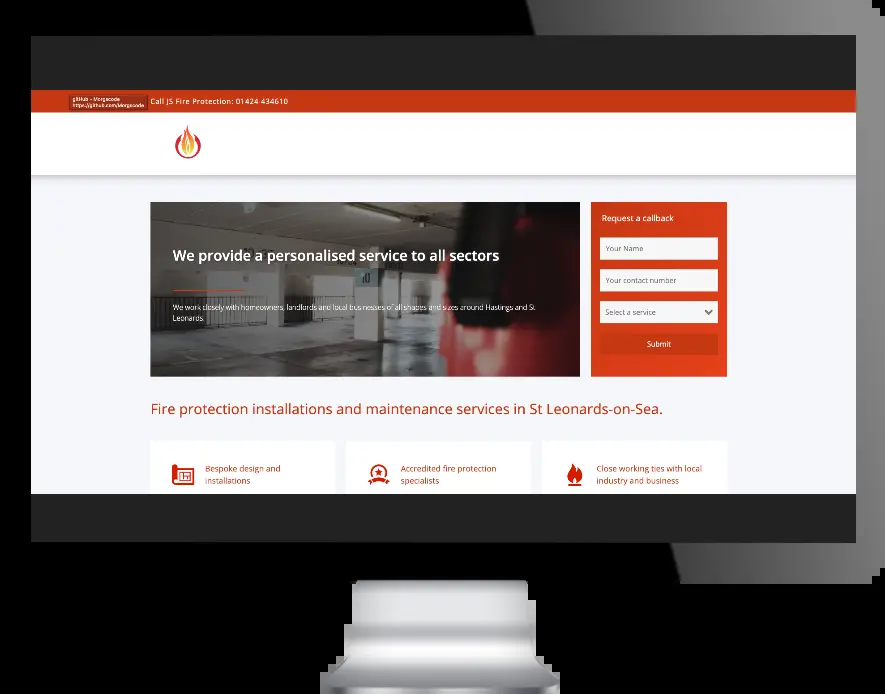 gitHub - Morgscode
https://github.com/Morgscode
Call JS Fire Protection: 01424 434610
We provide a personalised service to all sectors
We work closely with homeowners, landlords and local businesses of all shapes and sizes around Hastings and St
Leonards.
Request a callback
Your Name
Your contact number
Select a service
Submit
Fire protection installations and maintenance services in St Leonards-on-Sea.
Bespoke design and
installations
Accredited fire protection
specialists
Close working ties with local
industry and business